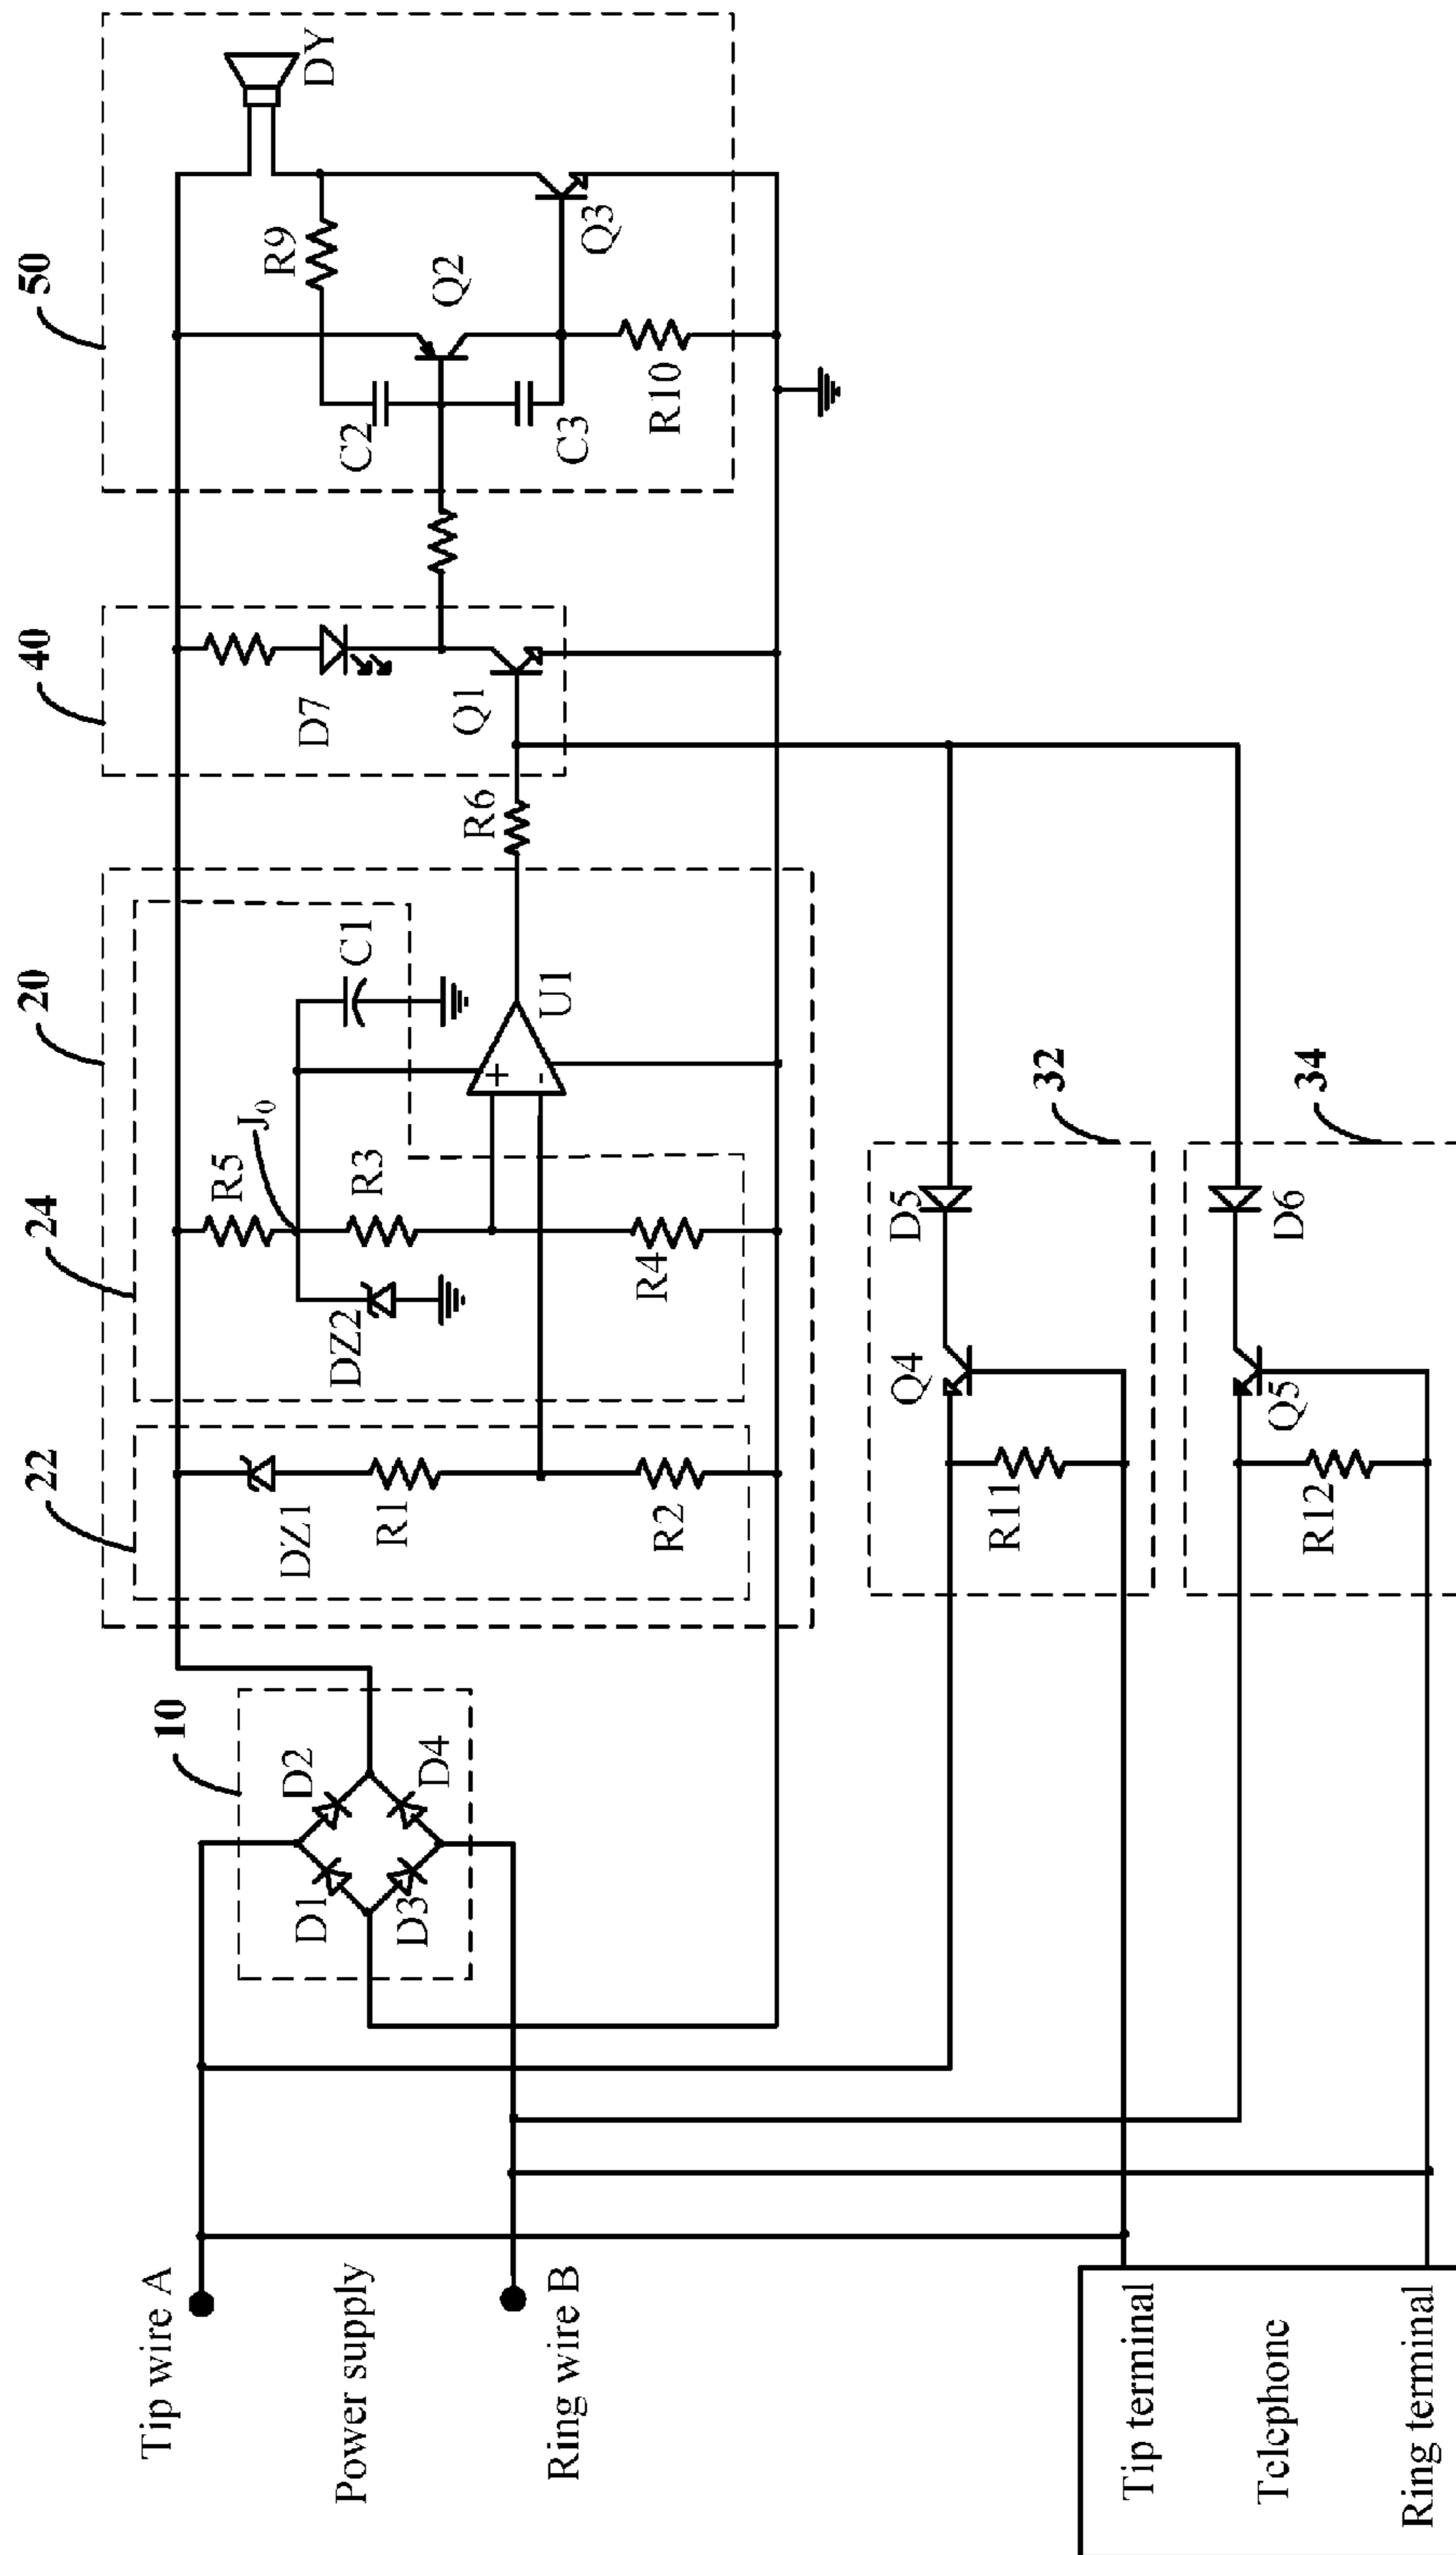 50
DY
R9
Q2
Q3
C2
C3
R10
40
D7
Q1
R6
20
24
22
C1
J0
R5
R3
U1
DZ2
R4
DZ1
R1
R2
10
D1
D2
D3
D4
32
34
D5
D6
Q4
Q5
R11
R12
Tip wire A
Power supply
Ring wire B
Tip terminal
Telephone
Ring terminal
+
-